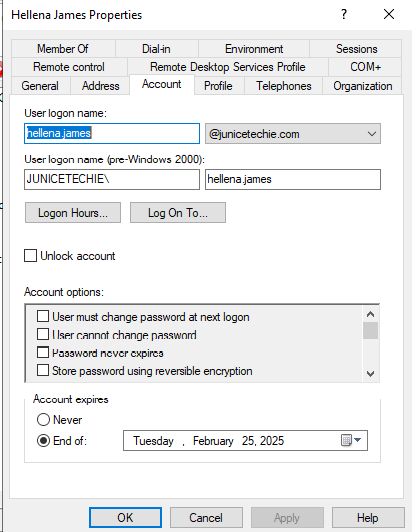 Hellena James Properties ? ×
Member Of Dial-in Environment Sessions
Remote control Remote Desktop Services Profile COM+
General Address Account Profile Telephones Organization
User logon name:
hellena.james @junicetechie.com
User logon name (pre-Windows 2000):
JUNICETECHIE\ hellena.james
Logon Hours... Log On To...
Unlock account
Account options:
User must change password at next logon
User cannot change password
Password never expires
Store password using reversible encryption
Account expires
Never
End of: Tuesday , February 25, 2025
OK Cancel Apply Help